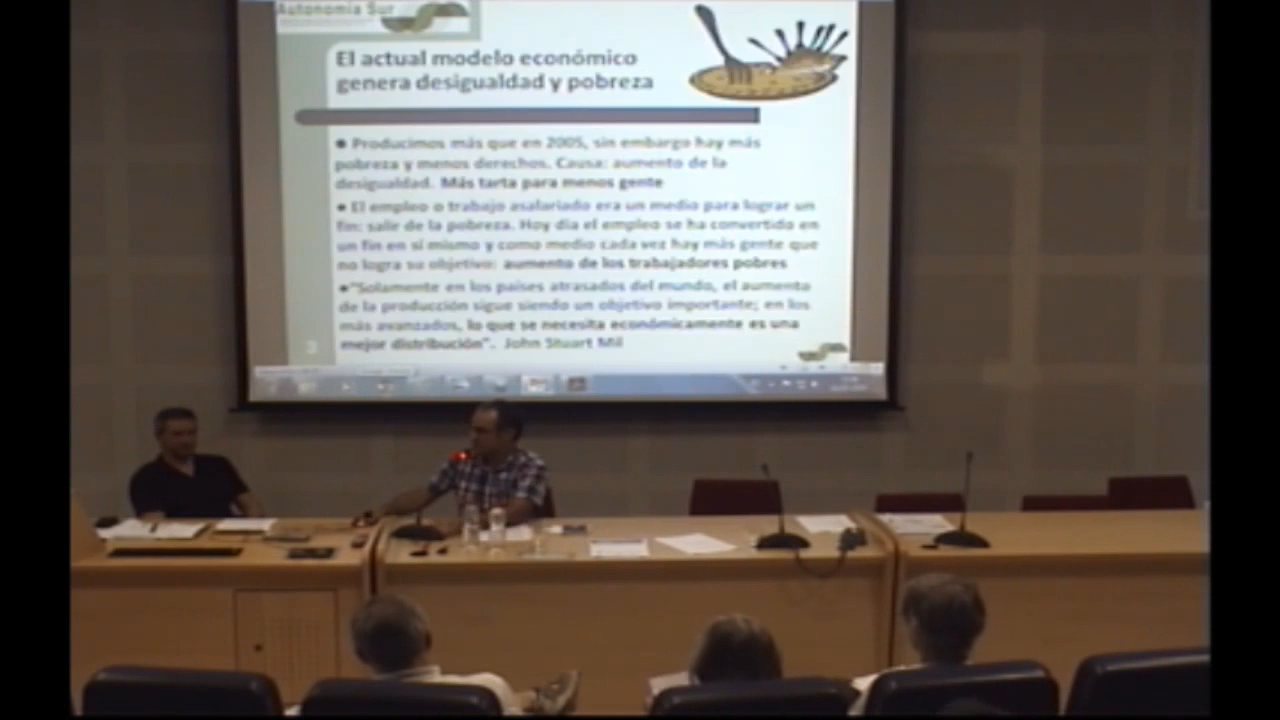 Autonomía Sur
El actual modelo económico
genera desigualdad y pobreza
• Producimos más que en 2005, sin embargo hay más
pobreza y menos derechos. Causa: aumento de la
desigualdad. Más tarta para menos gente
• El empleo o trabajo asalariado era un medio para lograr un
fin: salir de la pobreza. Hoy día el empleo se ha convertido en
un fin en sí mismo y como medio cada vez hay más gente que
no logra su objetivo: aumento de los trabajadores pobres
•"Solamente en los países atrasados del mundo, el aumento
de la producción sigue siendo un objetivo importante; en los
más avanzados, lo que se necesita económicamente es una
mejor distribución". John Stuart Mil
3